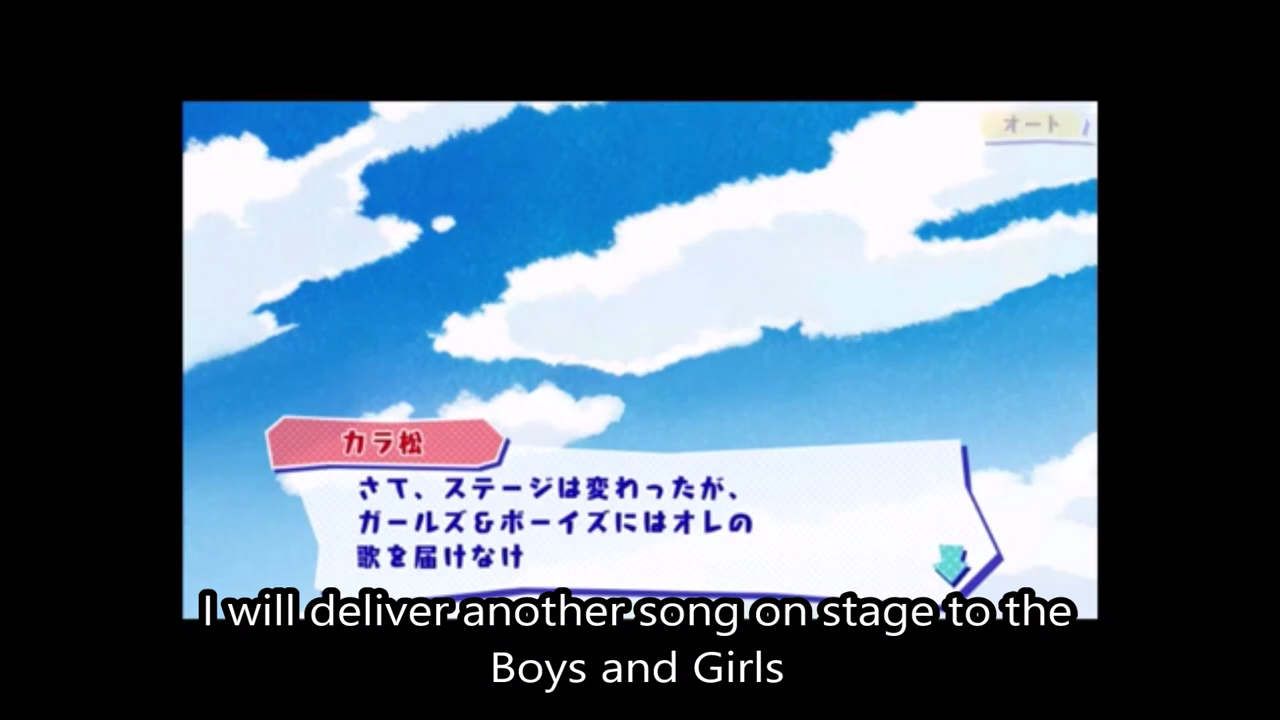 オート
カラ松
さて、ステージは変わったが、
ガールズ&ボーイズにはオレの
歌を届けなけ
I will deliver another song on stage to the
Boys and Girls